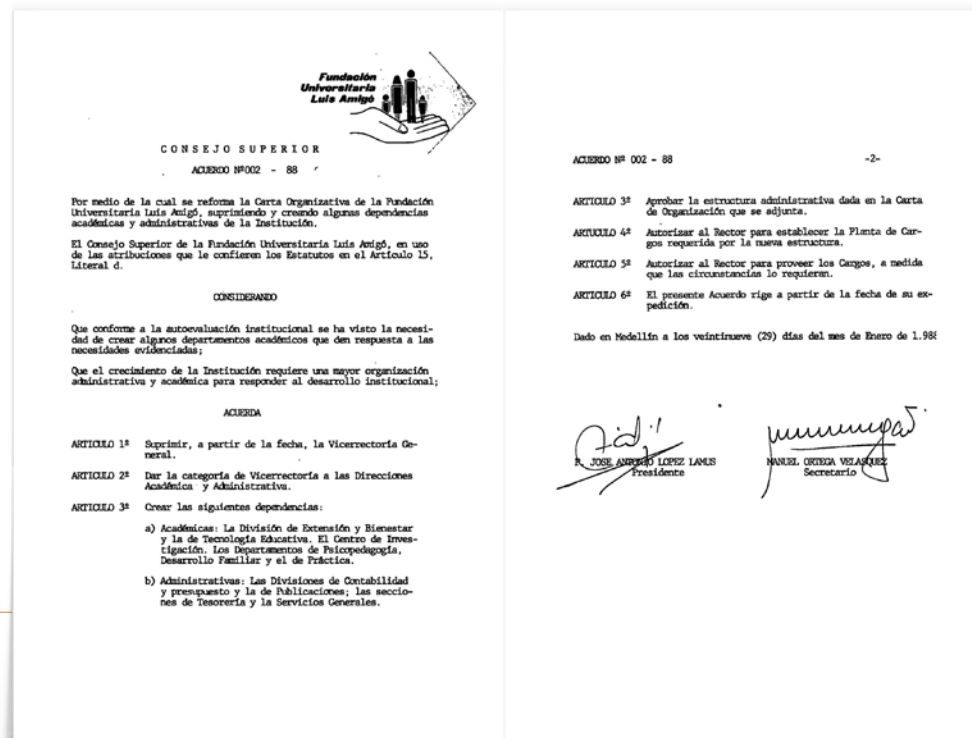 Fundación
Universitaria
Luis Amigó
CONSEJO SUPERIOR
ACUERDO Nº002 - 88
Por medio de la cual se reforma la Carta Organizativa de la Fundación
Universitaria Luis Amigó, suprimiendo y creando algunas dependencias
académicas y administrativas de la Institución.
El Consejo Superior de la Fundación Universitaria Luis Amigó, en uso
de las atribuciones que le confieren los Estatutos en el Artículo 15,
Literal d.
CONSIDERANDO
Que conforme a la autoevaluación institucional se ha visto la necesi-
dad de crear algunos departamentos académicos que den respuesta a las
necesidades evidenciadas;
Que el crecimiento de la Institución requiere una mayor organización
administrativa y académica para responder al desarrollo institucional;
ACUERDA
ARTICULO 1º Suprimir, a partir de la fecha, la Vicerrectoría Ge-
neral.
ARTICULO 2º Dar la categoría de Vicerrectoría a las Direcciones
Académica y Administrativa.
ARTICULO 3º Crear las siguientes dependencias:
a) Académicas: La División de Extensión y Bienestar
y la de Tecnología Educativa. El Centro de Inves-
tigación. Los Departamentos de Psicopedagogía,
Desarrollo Familiar y el de Práctica.
b) Administrativas: Las Divisiones de Contabilidad
y presupuesto y la de Publicaciones; las seccio-
nes de Tesorería y la Servicios Generales.
ACUERDO Nº 002 - 88 -2-
ARTICULO 3º Aprobar la estructura administrativa dada en la Carta
de Organización que se adjunta.
ARTUCULO 4º Autorizar al Rector para establecer la Planta de Car-
gos requerida por la nueva estructura.
ARTICULO 5º Autorizar al Rector para proveer los Cargos, a medida
que las circunstancias lo requieran.
ARTICULO 6º El presente Acuerdo rige a partir de la fecha de su ex-
pedición.
Dado en Medellín a los veintinueve (29) días del mes de Enero de 1.988
P. JOSE ANTONIO LOPEZ LAMUS
Presidente
MANUEL ORTEGA VELASQUEZ
Secretario